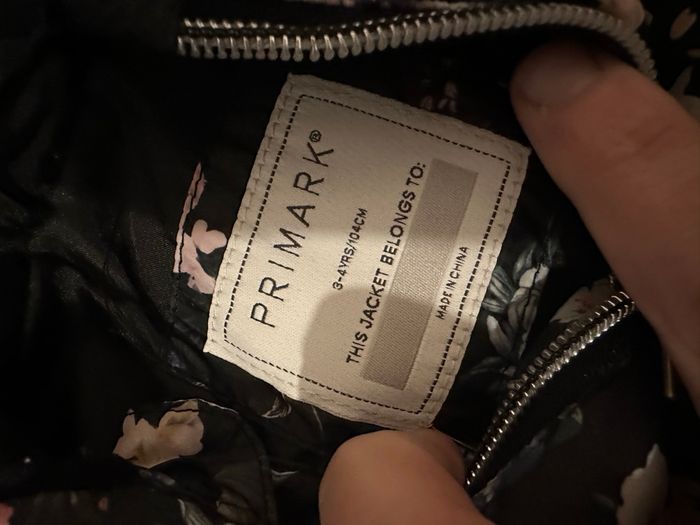 PRIMARK®
3-4YRS/104CM
THIS JACKET BELONGS TO:
MADE IN CHINA